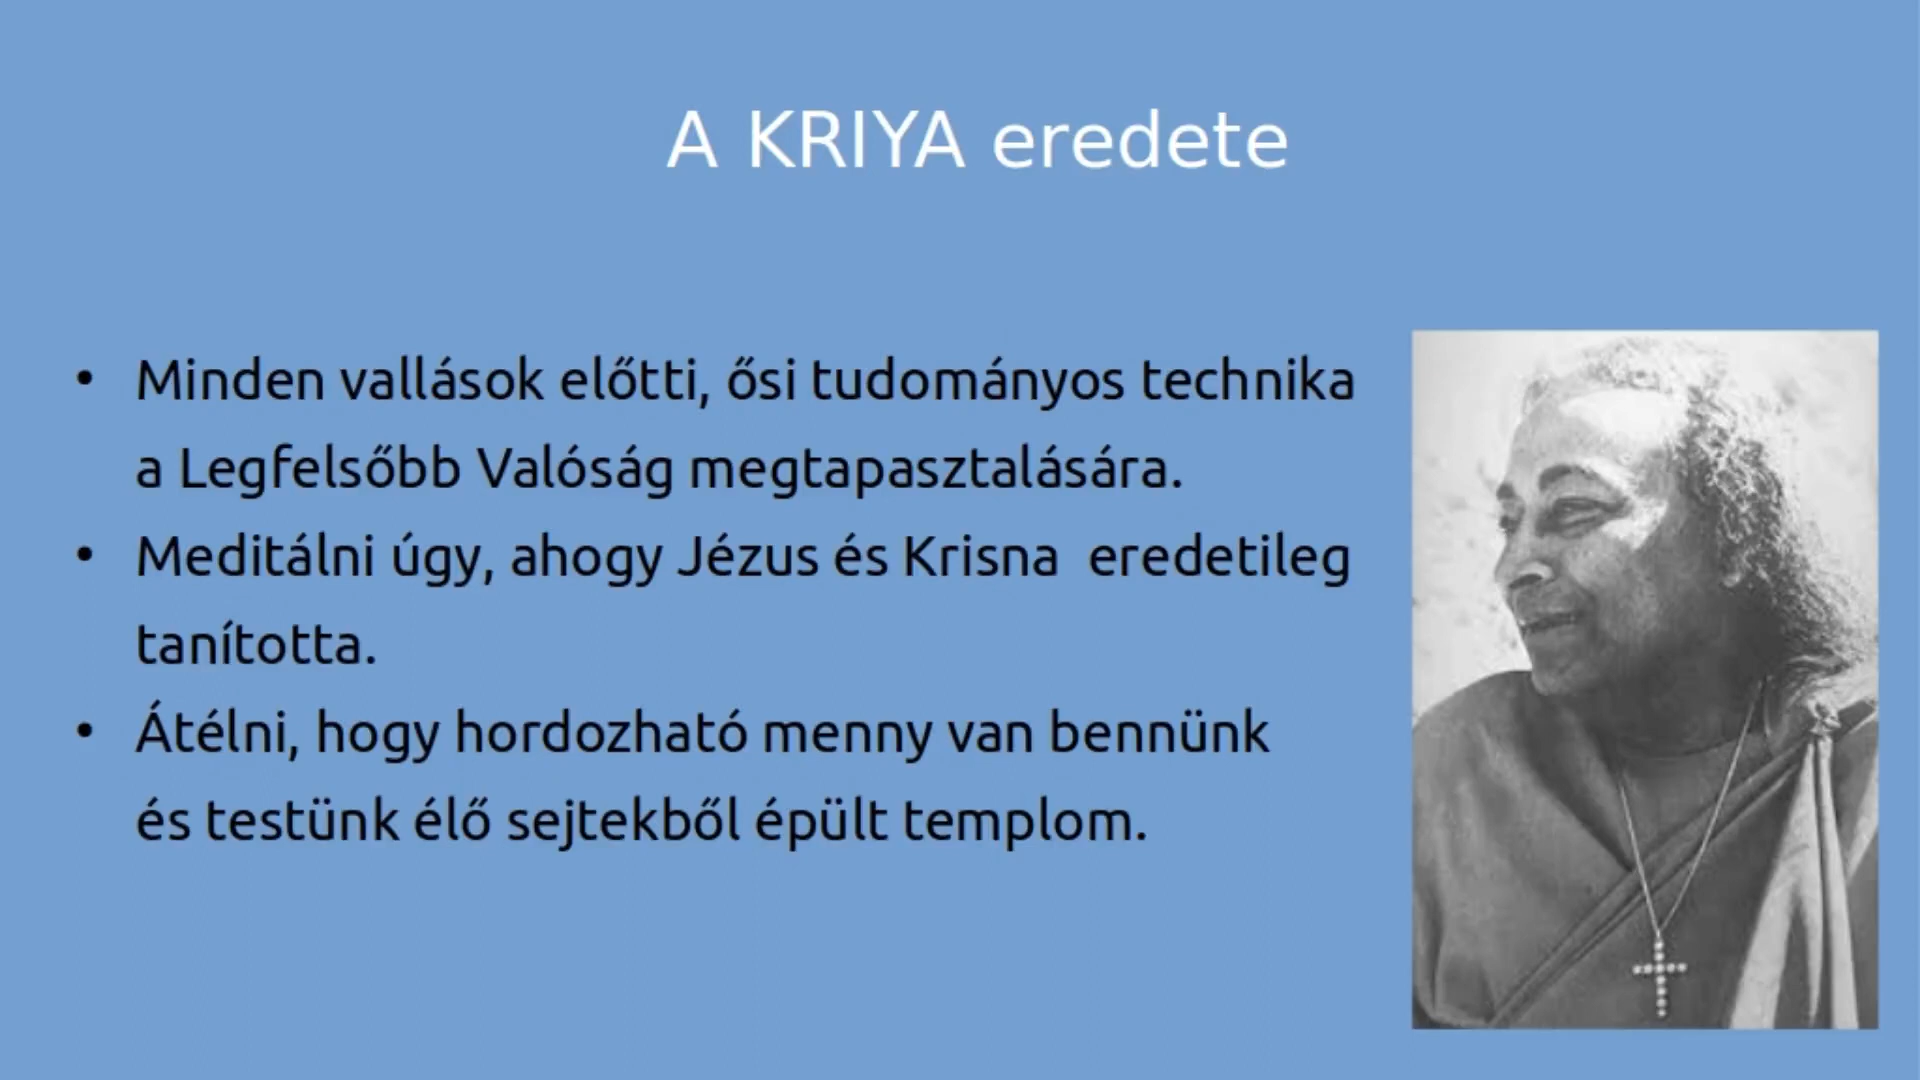 A KRIYA eredete
• Minden vallások előtti, ősi tudományos technika
a Legfelsőbb Valóság megtapasztalására.
• Meditálni úgy, ahogy Jézus és Krisna  eredetileg
tanította.
• Átélni, hogy hordozható menny van bennünk
és testünk élő sejtekből épült templom.